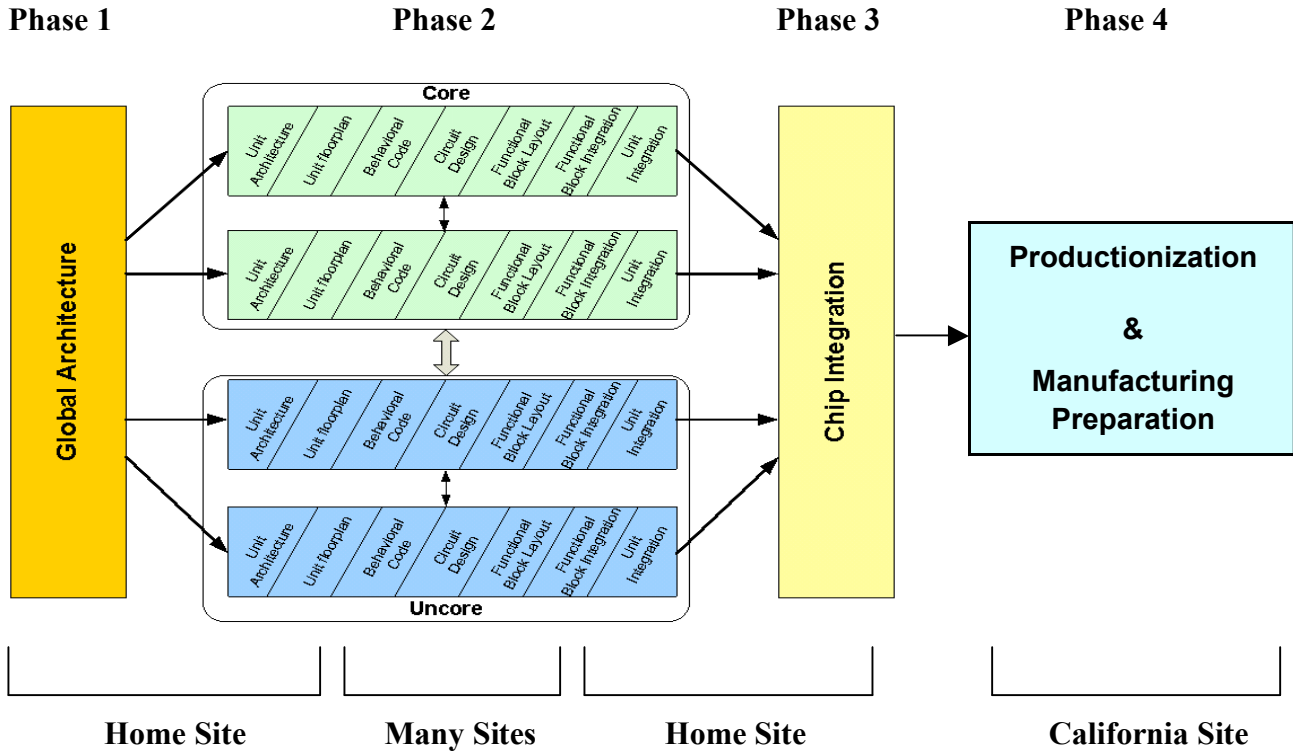 Phase 1
Phase 2
Phase 3
Phase 4
Global Architecture
Core
Unit
Architecture
Unit floorplan
Behavioral
Code
Circuit
Design
Functional
Block Layout
Functional
Block Integration
Unit
Integration
Unit
Architecture
Unit floorplan
Behavioral
Code
Circuit
Design
Functional
Block Layout
Functional
Block Integration
Unit
Integration
Unit
Architecture
Unit floorplan
Behavioral
Code
Circuit
Design
Functional
Block Layout
Functional
Block Integration
Unit
Integration
Unit
Architecture
Unit floorplan
Behavioral
Code
Circuit
Design
Functional
Block Layout
Functional
Block Integration
Unit
Integration
Uncore
Chip Integration
Productionization
&
Manufacturing
Preparation
Home Site
Many Sites
Home Site
California Site